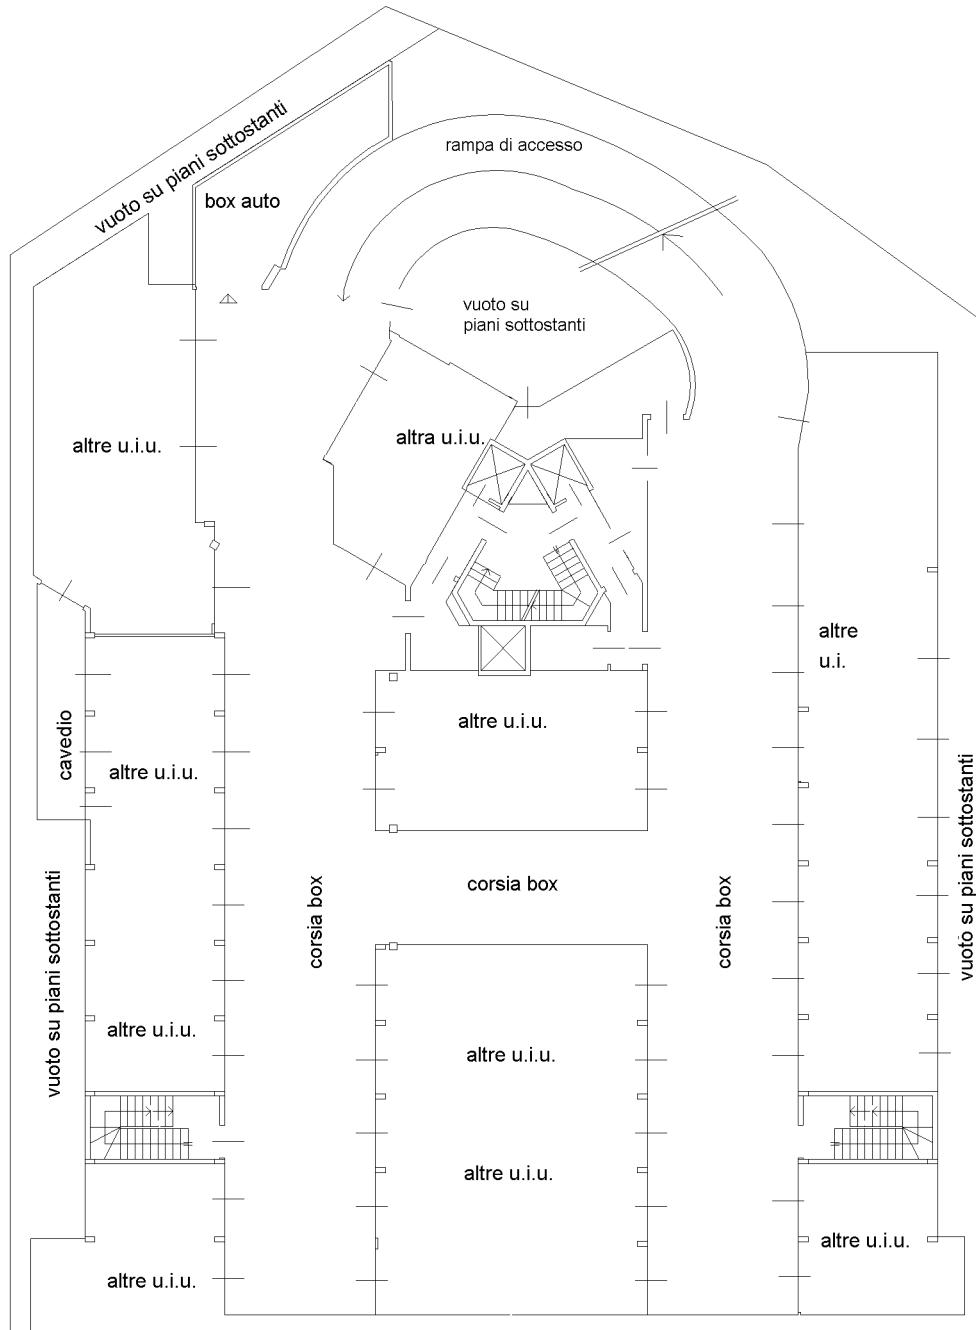 rampa di accesso
vuoto su piani sottostanti
box auto
vuoto su
piani sottostanti
altre u.i.u.
altra u.i.u.
altre
u.i.
altre u.i.u.
cavedio
altre u.i.u.
vuoto su piani sottostanti
corsia box
corsia box
corsia box
vuoto su piani sottostanti
altre u.i.u.
altre u.i.u.
altre u.i.u.
altre u.i.u.
altre u.i.u.